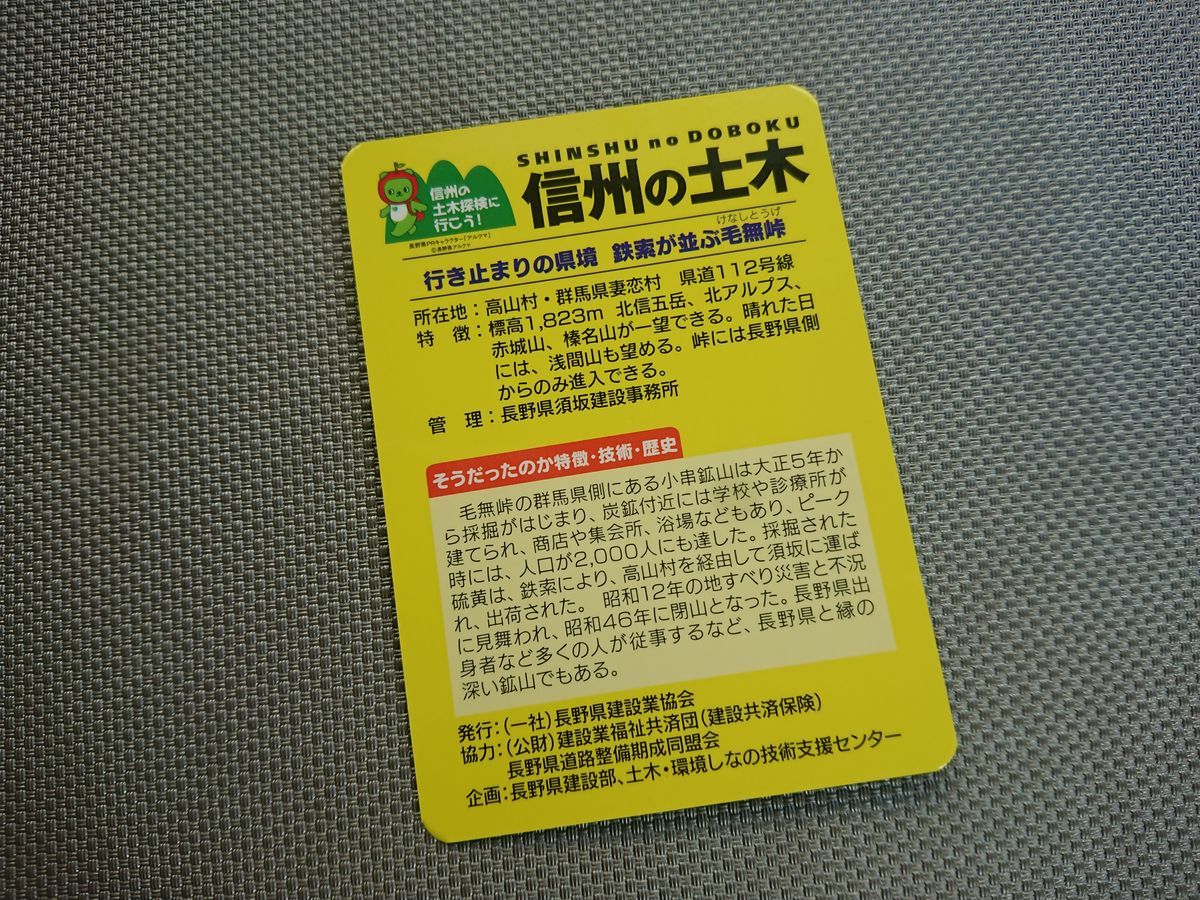 SHINSHU no DOBOKU
信州の土木
信州の
土木探検に
行こう!
長野県PRキャラクター「アルクマ」
©長野県アルクマ
けなしとうげ
行き止まりの県境 鉄索が並ぶ毛無峠
所在地:高山村・群馬県妻恋村 県道112号線
特 徴:標高1,823m 北信五岳、北アルプス、
赤城山、榛名山が一望できる。晴れた日
には、浅間山も望める。峠には長野県側
からのみ進入できる。
管 理:長野県須坂建設事務所
そうだったのか特徴・技術・歴史
毛無峠の群馬県側にある小串鉱山は大正5年か
ら採掘がはじまり、炭鉱付近には学校や診療所が
建てられ、商店や集会所、浴場などもあり、ピーク
時には、人口が2,000人にも達した。採掘された
硫黄は、鉄索により、高山村を経由して須坂に運ば
れ、出荷された。 昭和12年の地すべり災害と不況
に見舞われ、昭和46年に閉山となった。長野県出
身者など多くの人が従事するなど、長野県と縁の
深い鉱山でもある。
発行:(一社)長野県建設業協会
協力:(公財)建設業福祉共済団(建設共済保険)
長野県道路整備期成同盟会
企画:長野県建設部、土木・環境しなの技術支援センター